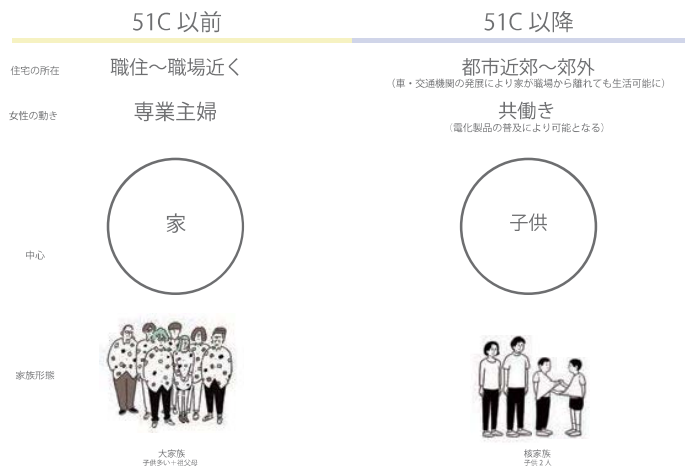 51C 以前
51C 以降
住宅の所在
職住〜職場近く
都市近郊〜郊外
（車・交通機関の発展により家が職場から離れても生活可能に）
女性の動き
専業主婦
共働き
（電化製品の普及により可能となる）
中心
家
子供
家族形態
大家族
子供多い＋祖父母
核家族
子供 2 人